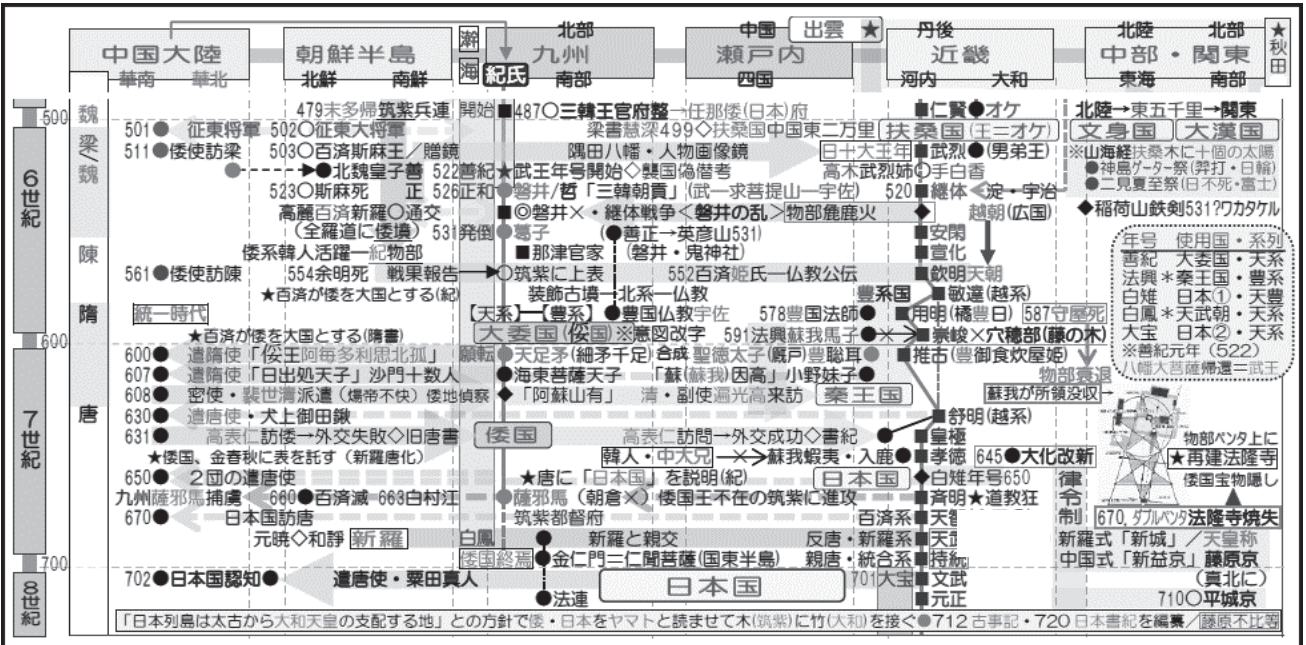 中国大陸 華南 華北
朝鮮半島 北鮮 南鮮
瀚海
紀氏
北部 九州 南部
中国 出雲 ★ 瀬戸内 四国
丹後 近畿 河内 大和
北陸 北部 中部・関東 東海 南部
★秋田
6世紀
7世紀
8世紀
500
600
700
魏
梁/魏
陳
隋
唐
479末多帰筑紫兵連 開始 ■487〇三韓王官府整→任那倭(日本)府 ■仁賢●オケ 北陸→東五千里→関東
501● 征東将軍 502〇征東大将軍 梁書慧深499◇扶桑国中国東二万里 扶桑国(王=オケ) 文身国 大漢国
511●倭使訪梁 503〇百済斯麻王/贈鏡 隅田八幡・人物画像鏡 日十大王年 ■武烈●(男弟王) ※山海経扶桑木に十個の太陽
●→●北魏皇子善 522善紀 ★武王年号開始◇襲国偽僭考 高木武烈姉〇手白香 ●神島ゲーター祭(羿打・日輪)
523〇斯麻死 正 526正和 ●磐井/哲「三韓朝貢」(武一求菩提山一宇佐) 520 ■継体 淀・宇治 ●二見夏至祭(日不死・富士)
高麗百済新羅〇通交 ■◎磐井×・継体戦争<磐井の乱>物部麁鹿火 ◆ 越朝(広国) ◆稲荷山鉄剣531?ワカタケル
(全羅道に倭墳) 531発倒 ●葛子 (●善正→英彦山531) ■安閑
倭系韓人活躍一紀物部 ■那津官家 (磐井・鬼神社) ■宣化
561●倭使訪陳 554余明死 戦果報告→〇筑紫に上表 552百済姫氏―仏教公伝 ■欽明天朝
★百済が倭を大国とする(紀) 装飾古墳―北系―仏教 豊系国 ■敏達(越系)
統一時代 【天系】―【豊系】●豊国仏教宇佐 578豊国法師● ■用明(橘豊日) 587守屋死
★百済が倭を大国とする(隋書) 大委国(俀国)※意図改字 591法興蘇我馬子●→×■崇峻×穴穂部(藤の木)
600● 遣隋使「俀王阿毎多利思北孤」 願転 ●天足矛(細矛千足)合成 聖徳太子(厩戸)豊聡耳● ■推古(豊御食炊屋姫)
607● 遣隋使「日出処天子」沙門十数人 ●海東菩薩天子 「蘇(蘇我)因高」小野妹子● 物部衰退
608● 密使・裴世清派遣(煬帝不快)倭地偵察 ◆「阿蘇山有」 清・副使遍光高来訪 秦王国 蘇我が所領没収
630● 遣唐使・犬上御田鍬 ■舒明(越系)
631● 高表仁訪倭→外交失敗◇旧唐書 倭国 高表仁訪問→外交成功◇書紀 ● ■皇極
★倭国、金春秋に表を託す(新羅唐化) 韓人・中大兄―×→蘇我蝦夷・入鹿● ■孝徳 645●大化改新
650● 2団の遣唐使 ★唐に「日本国」を説明(紀) 日本国 ◆白雉年号650
九州薩邪馬捕虜 660●百済滅 663白村江 ●薩邪馬(朝倉×) 倭国王不在の筑紫に進攻 ■斉明★道教狂
670● 日本国訪唐 筑紫都督府 百済系 ■天
元暁◇和諍 新羅 白鳳 ● 新羅と親交 反唐・新羅系 ■天
倭国終焉 ●金仁門=仁聞菩薩(国東半島) 親唐・統合系 ■持統
702●日本国認知● 遣唐使・粟田真人 日本国 701大宝 ■文武
●法連 ■元正
律令制
年号 使用国・系列
善紀 大委国・天系
法興＊秦王国・豊系
白雉 日本①・天豊
白鳳＊天武朝・天系
大宝 日本②・天系
※善紀元年(522)
八幡大菩薩帰還=武王
物部ペンタ上に
★再建法隆寺
倭国宝物隠し
▲
670,ダブルペンタ法隆寺焼失
新羅式「新城」/天皇称
中国式「新益京」藤原京
(真北に)
710〇平城京
「日本列島は太古から大和天皇の支配する地」との方針で倭・日本をヤマトと読ませて木(筑紫)に竹(大和)を接ぐ●712古事記・720日本書紀を編纂/藤原不比等